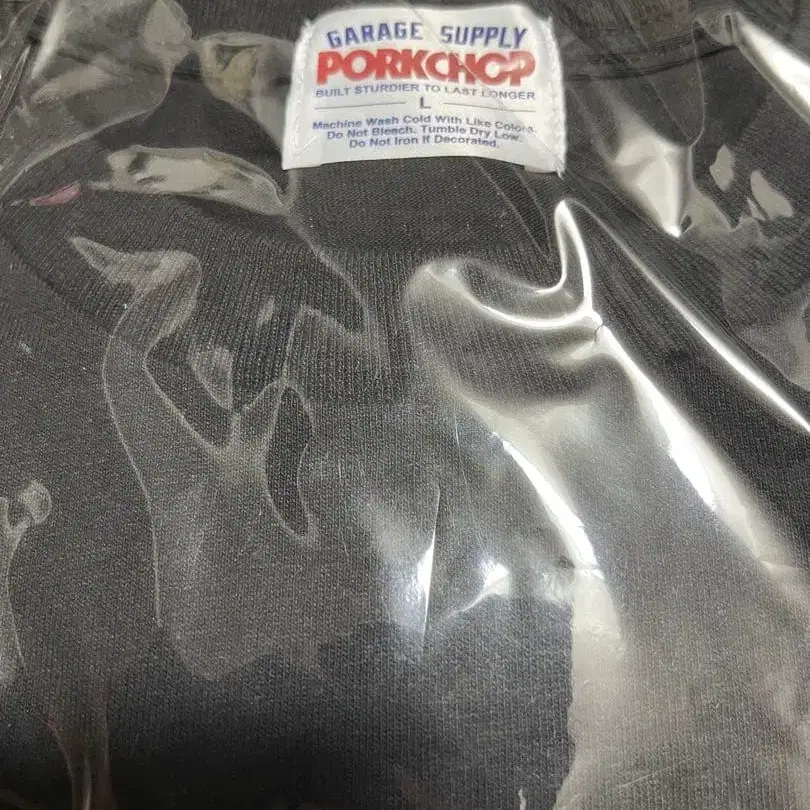 GARAGE SUPPLY
PORKCHOP
BUILT STURDIER TO LAST LONGER
L
Machine Wash Cold With Like Colors.
Do Not Bleach. Tumble Dry Low.
Do Not Iron If Decorated.